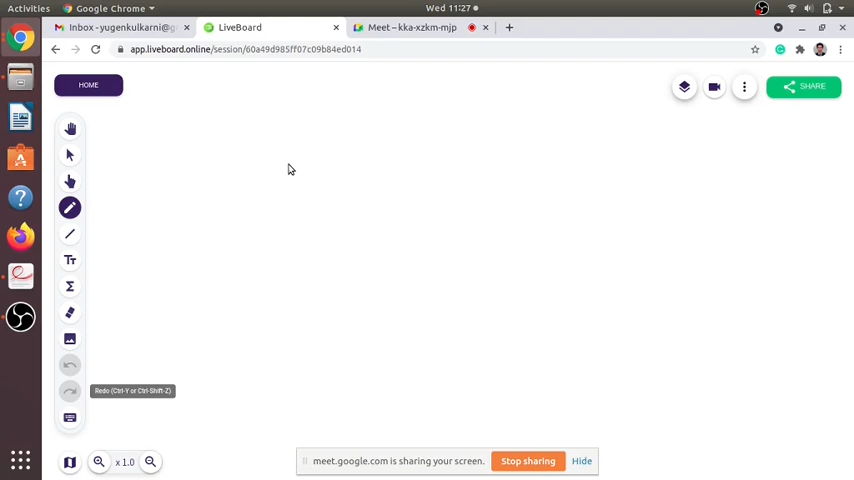 Activities
Google Chrome
Wed 11:27
Inbox - yugenkulkarni@g
LiveBoard
Meet – kka-xzkm-mjp
app.liveboard.online/session/60a49d985ff07c09b84ed014
HOME
SHARE
Redo (Ctrl-Y or Ctrl-Shift-Z)
x 1.0
meet.google.com is sharing your screen.
Stop sharing
Hide